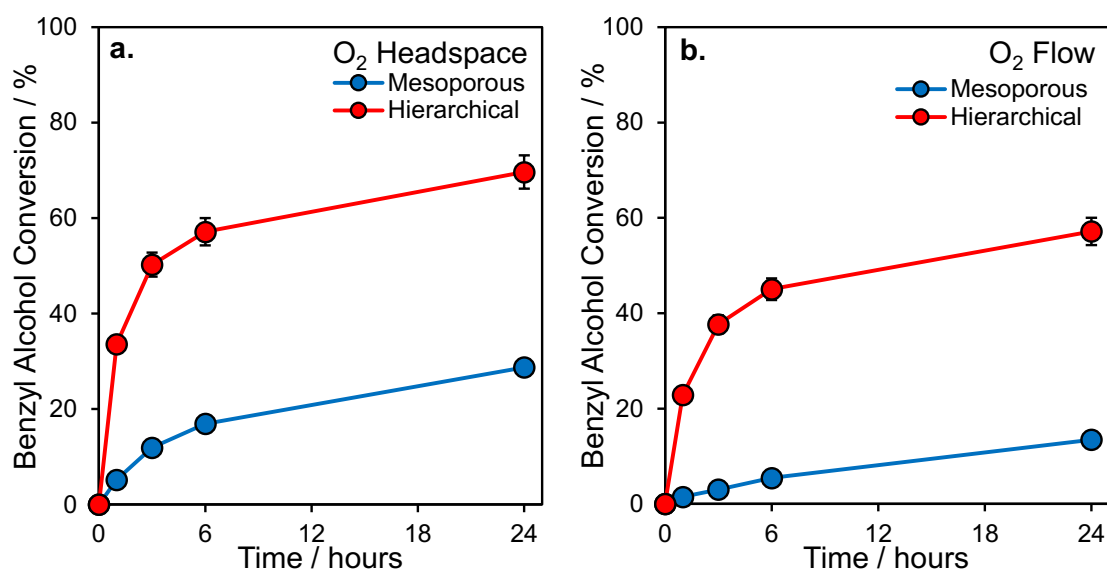 a.
O₂ Headspace
Mesoporous
Hierarchical
Benzyl Alcohol Conversion / %
100
80
60
40
20
0
0
6
12
18
24
Time / hours
b.
O₂ Flow
Mesoporous
Hierarchical
Benzyl Alcohol Conversion / %
100
80
60
40
20
0
0
6
12
18
24
Time / hours